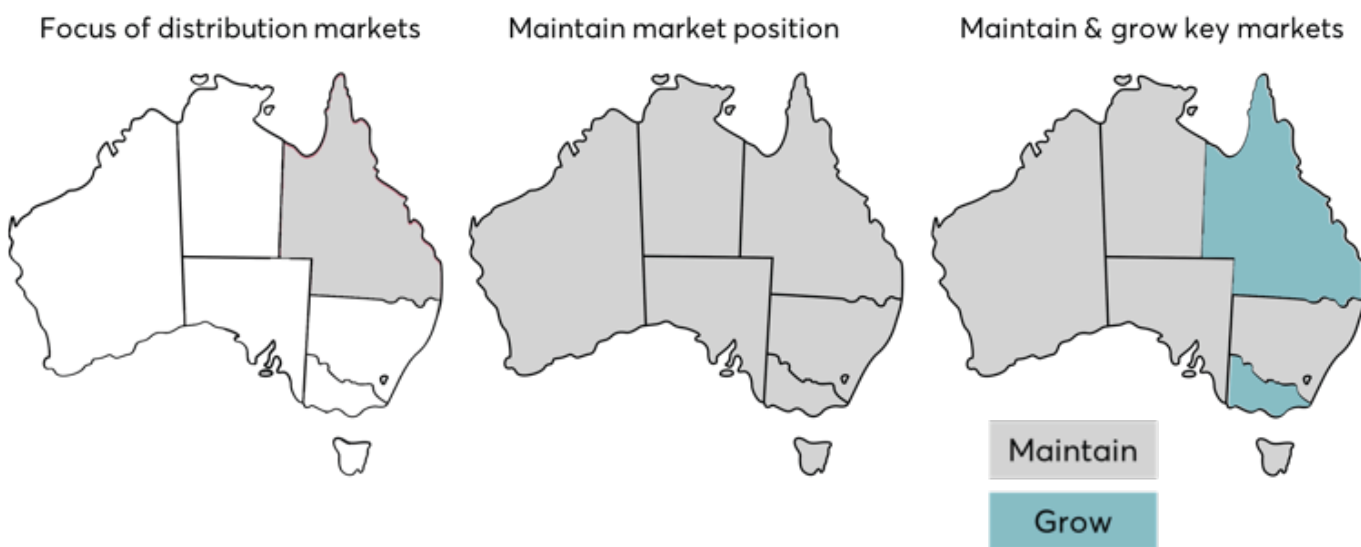 Focus of distribution markets
Maintain market position
Maintain & grow key markets
Maintain
Grow